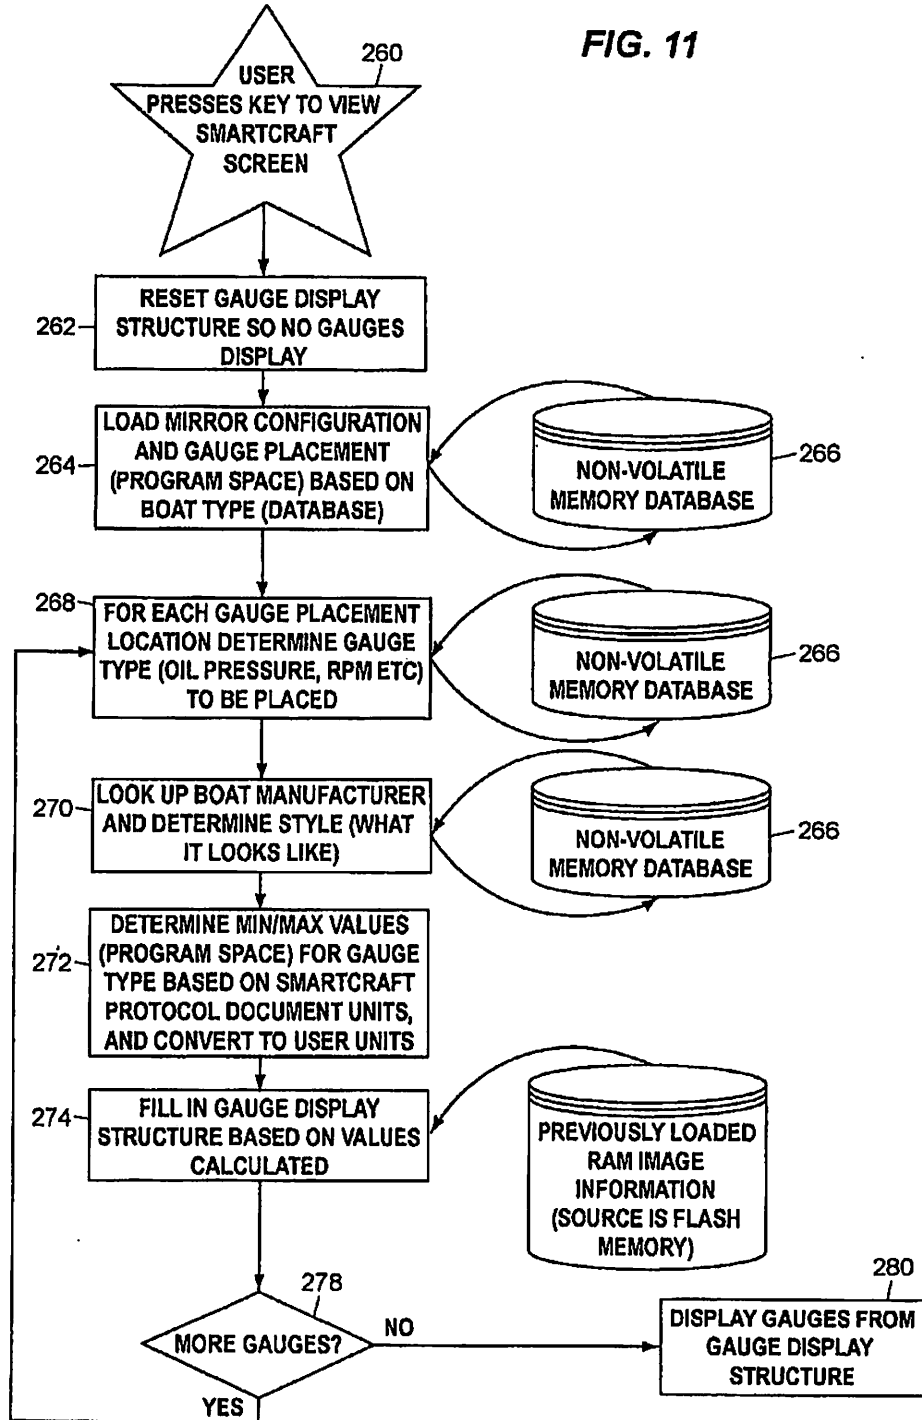 FIG. 11
260
USER
PRESSES KEY TO VIEW
SMARTCRAFT
SCREEN
262
RESET GAUGE DISPLAY
STRUCTURE SO NO GAUGES
DISPLAY
264
LOAD MIRROR CONFIGURATION
AND GAUGE PLACEMENT
(PROGRAM SPACE) BASED ON
BOAT TYPE (DATABASE)
NON-VOLATILE
MEMORY DATABASE
266
268
FOR EACH GAUGE PLACEMENT
LOCATION DETERMINE GAUGE
TYPE (OIL PRESSURE, RPM ETC)
TO BE PLACED
NON-VOLATILE
MEMORY DATABASE
266
270
LOOK UP BOAT MANUFACTURER
AND DETERMINE STYLE (WHAT
IT LOOKS LIKE)
NON-VOLATILE
MEMORY DATABASE
266
272
DETERMINE MIN/MAX VALUES
(PROGRAM SPACE) FOR GAUGE
TYPE BASED ON SMARTCRAFT
PROTOCOL DOCUMENT UNITS,
AND CONVERT TO USER UNITS
274
FILL IN GAUGE DISPLAY
STRUCTURE BASED ON VALUES
CALCULATED
PREVIOUSLY LOADED
RAM IMAGE
INFORMATION
(SOURCE IS FLASH
MEMORY)
278
MORE GAUGES?
NO
YES
280
DISPLAY GAUGES FROM
GAUGE DISPLAY
STRUCTURE